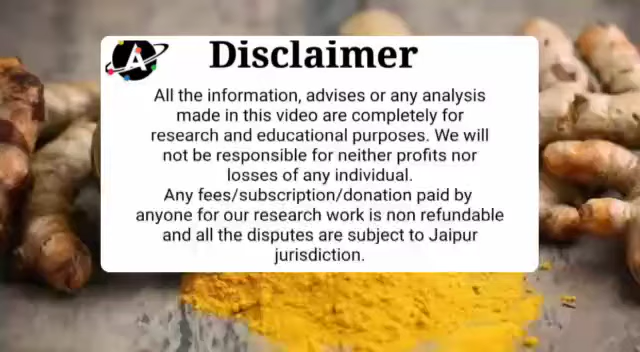 A
Disclaimer
All the information, advises or any analysis
made in this video are completely for
research and educational purposes. We will
not be responsible for neither profits nor
losses of any individual.
Any fees/subscription/donation paid by
anyone for our research work is non refundable
and all the disputes are subject to Jaipur
jurisdiction.